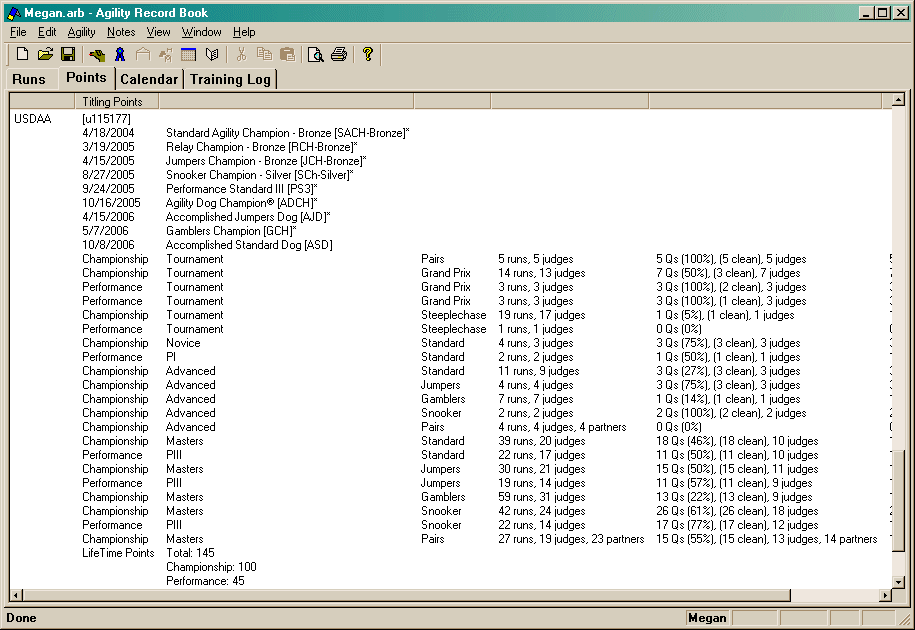 Megan.arb - Agility Record Book
File Edit Agility Notes View Window Help
Runs Points Calendar Training Log
Titling Points
USDAA [u115177]
4/18/2004 Standard Agility Champion - Bronze [SACH-Bronze]*
3/19/2005 Relay Champion - Bronze [RCH-Bronze]*
4/15/2005 Jumpers Champion - Bronze [JCH-Bronze]*
8/27/2005 Snooker Champion - Silver [SCh-Silver]*
9/24/2005 Performance Standard III [PS3]*
10/16/2005 Agility Dog Champion® [ADCH]*
4/15/2006 Accomplished Jumpers Dog [AJD]*
5/7/2006 Gamblers Champion [GCH]*
10/8/2006 Accomplished Standard Dog [ASD]
Championship Tournament Pairs 5 runs, 5 judges 5 Qs (100%), (5 clean), 5 judges
Championship Tournament Grand Prix 14 runs, 13 judges 7 Qs (50%), (3 clean), 7 judges
Performance Tournament Grand Prix 3 runs, 3 judges 3 Qs (100%), (2 clean), 3 judges
Performance Tournament Grand Prix 3 runs, 3 judges 3 Qs (100%), (1 clean), 3 judges
Championship Tournament Steeplechase 19 runs, 17 judges 1 Qs (5%), (1 clean), 1 judges
Performance Tournament Steeplechase 1 runs, 1 judges 0 Qs (0%)
Championship Novice Standard 4 runs, 3 judges 3 Qs (75%), (3 clean), 3 judges
Performance PI Standard 2 runs, 2 judges 1 Qs (50%), (1 clean), 1 judges
Championship Advanced Standard 11 runs, 9 judges 3 Qs (27%), (3 clean), 3 judges
Championship Advanced Jumpers 4 runs, 4 judges 3 Qs (75%), (3 clean), 3 judges
Championship Advanced Gamblers 7 runs, 7 judges 1 Qs (14%), (1 clean), 1 judges
Championship Advanced Snooker 2 runs, 2 judges 2 Qs (100%), (2 clean), 2 judges
Championship Advanced Pairs 4 runs, 4 judges, 4 partners 0 Qs (0%)
Championship Masters Standard 39 runs, 20 judges 18 Qs (46%), (18 clean), 10 judges
Performance PIII Standard 22 runs, 17 judges 11 Qs (50%), (11 clean), 10 judges
Championship Masters Jumpers 30 runs, 21 judges 15 Qs (50%), (15 clean), 11 judges
Performance PIII Jumpers 19 runs, 14 judges 11 Qs (57%), (11 clean), 9 judges
Championship Masters Gamblers 59 runs, 31 judges 13 Qs (22%), (13 clean), 9 judges
Championship Masters Snooker 42 runs, 24 judges 26 Qs (61%), (26 clean), 18 judges
Performance PIII Snooker 22 runs, 14 judges 17 Qs (77%), (17 clean), 12 judges
Championship Masters Pairs 27 runs, 19 judges, 23 partners 15 Qs (55%), (15 clean), 13 judges, 14 partners
LifeTime Points Total: 145
Championship: 100
Performance: 45
Done Megan